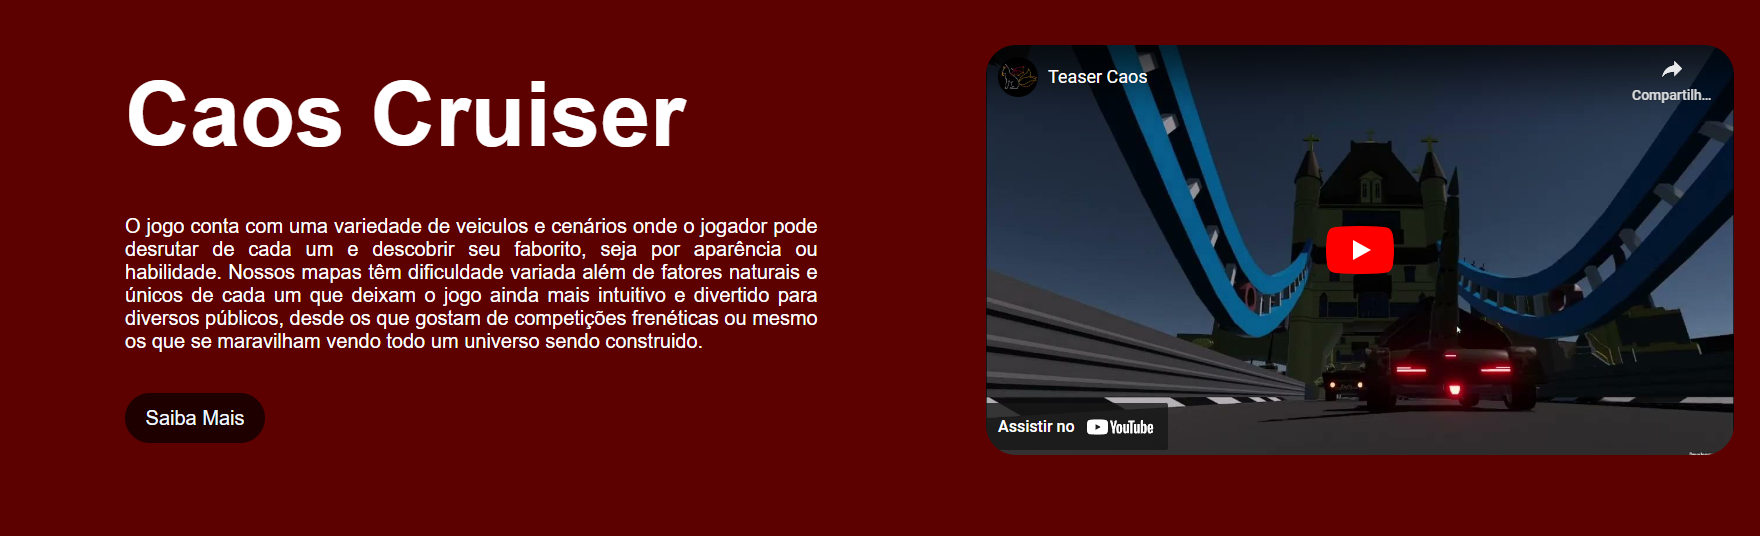 Caos Cruiser
O jogo conta com uma variedade de veiculos e cenários onde o jogador pode
desrutar de cada um e descobrir seu faborito, seja por aparência ou
habilidade. Nossos mapas têm dificuldade variada além de fatores naturais e
únicos de cada um que deixam o jogo ainda mais intuitivo e divertido para
diversos públicos, desde os que gostam de competições frenéticas ou mesmo
os que se maravilham vendo todo um universo sendo construido.
Saiba Mais
Teaser Caos
Compartilh...
Assistir no YouTube